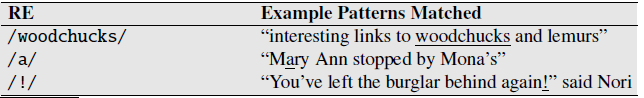 RE Example Patterns Matched
/woodchucks/ “interesting links to woodchucks and lemurs”
/a/ “Mary Ann stopped by Mona’s”
/!/ “You’ve left the burglar behind again!” said Nori